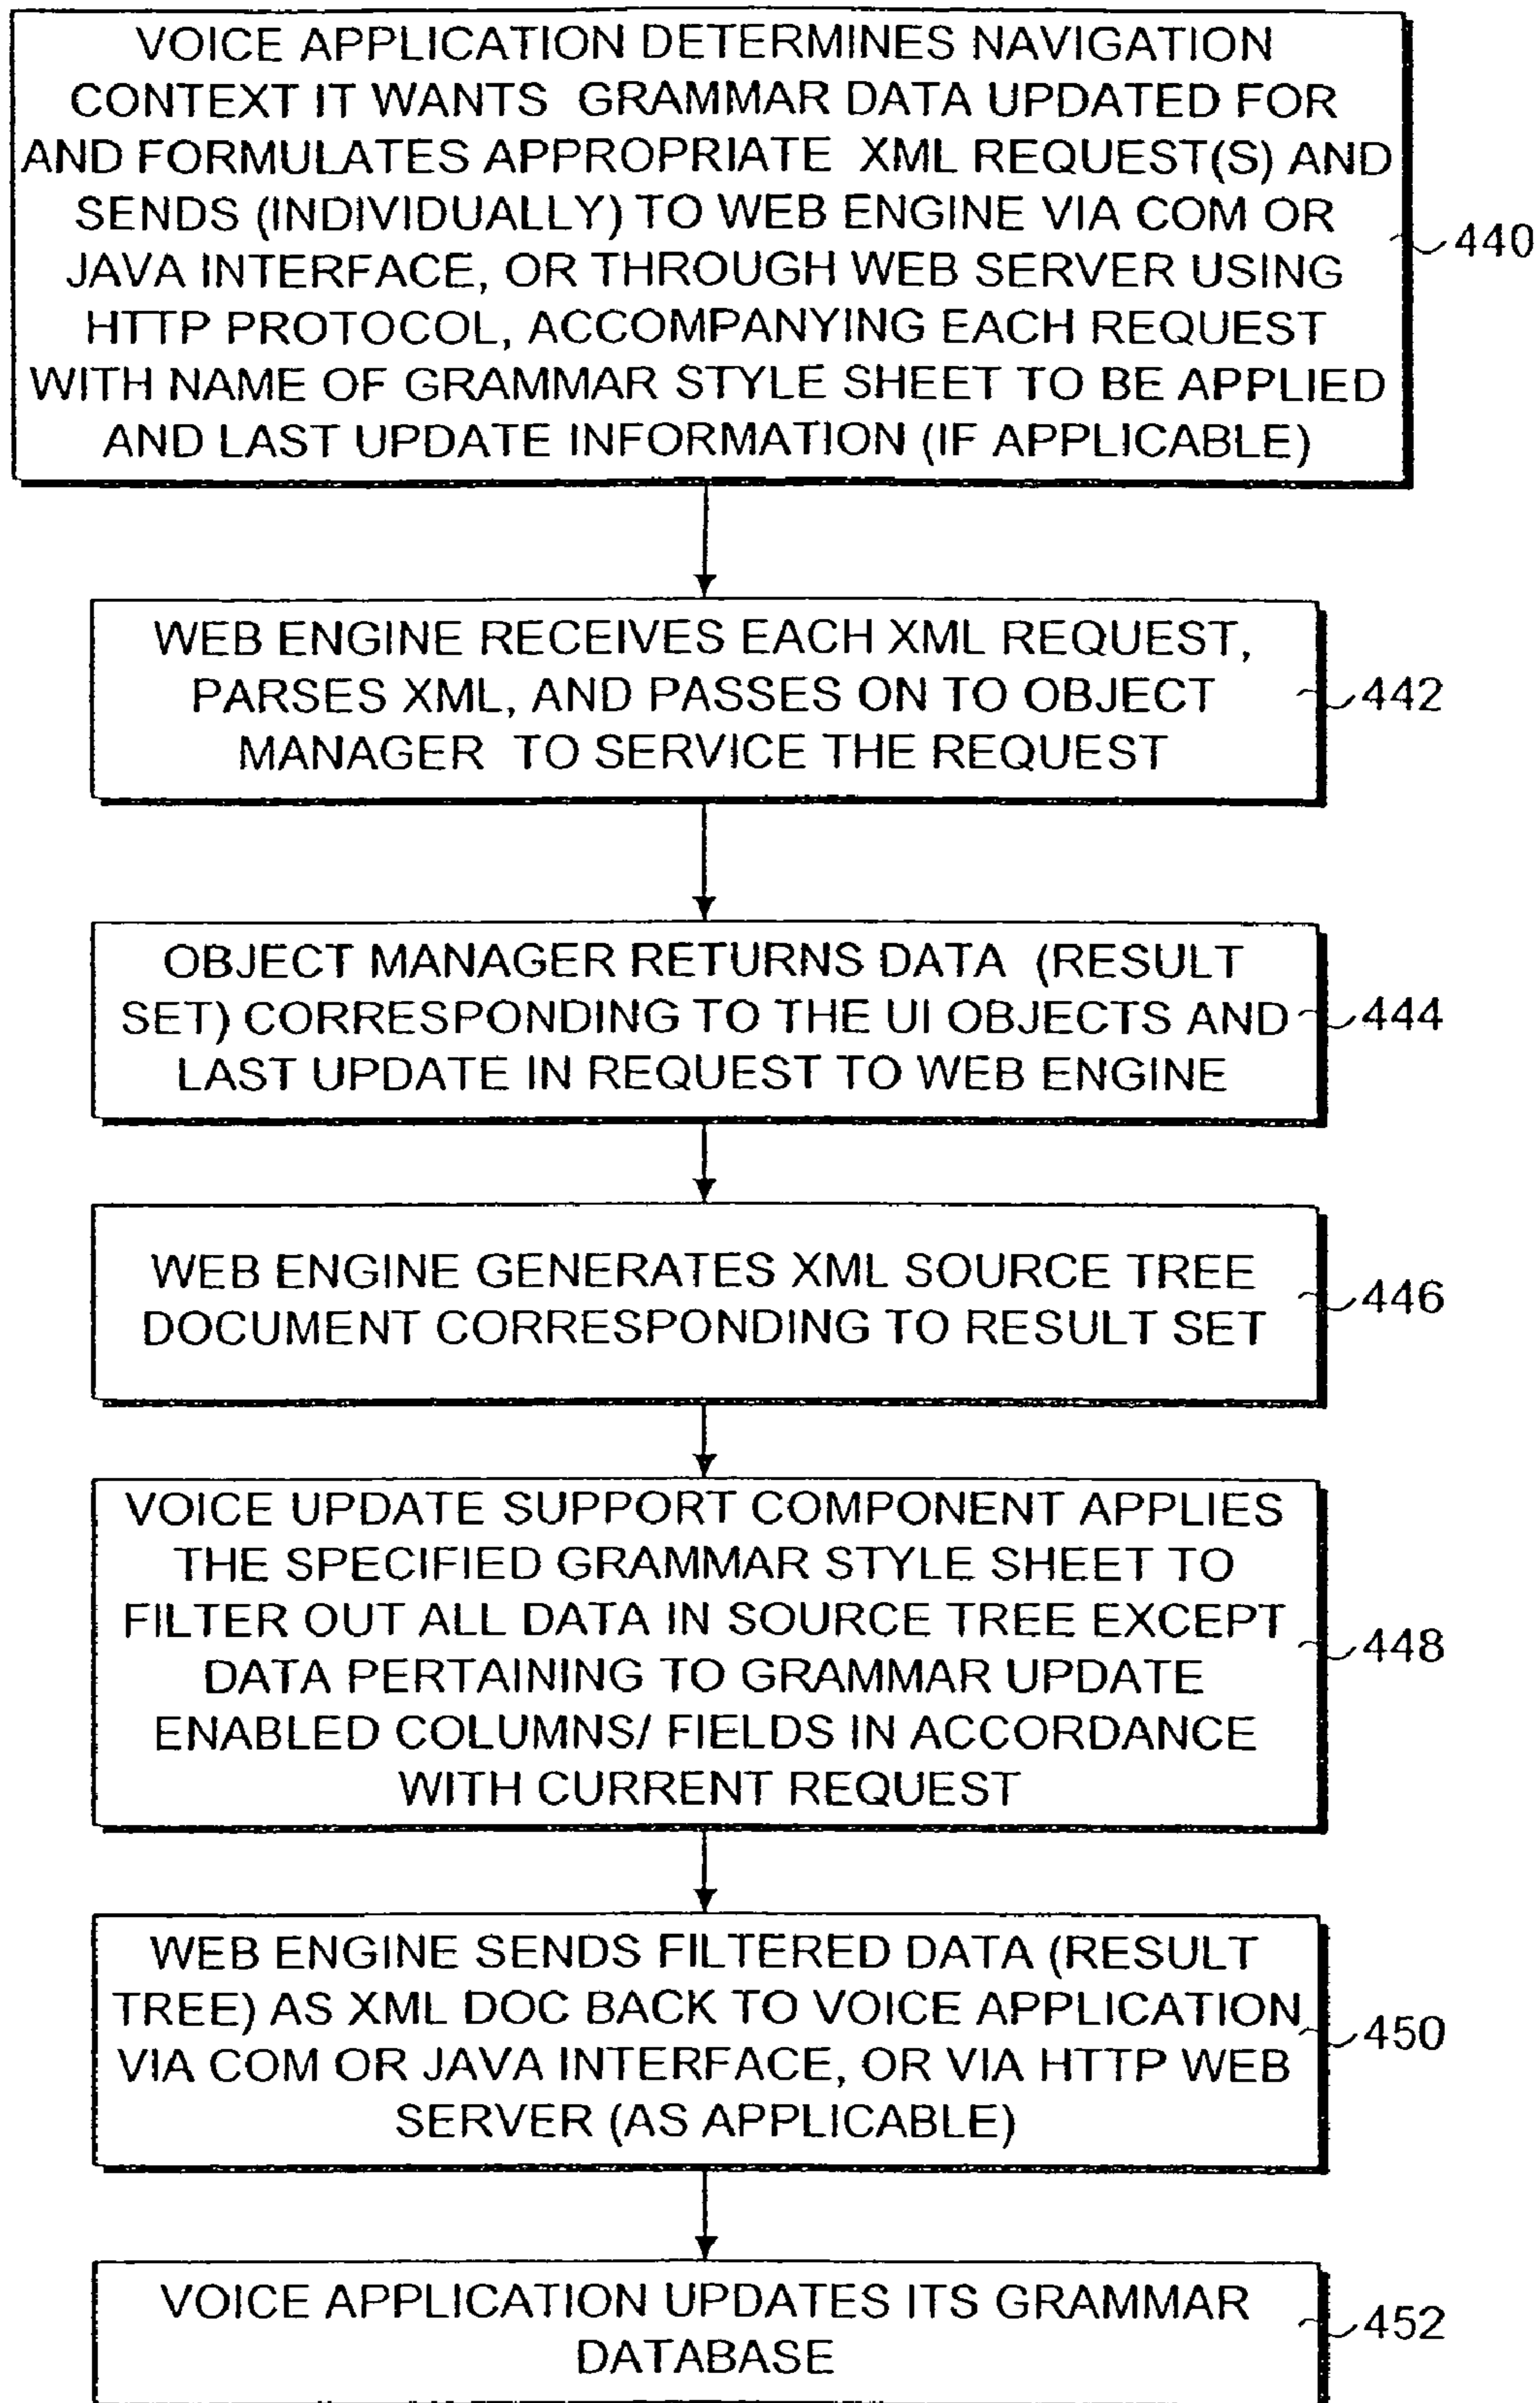 VOICE APPLICATION DETERMINES NAVIGATION
CONTEXT IT WANTS GRAMMAR DATA UPDATED FOR
AND FORMULATES APPROPRIATE XML REQUEST(S) AND
SENDS (INDIVIDUALLY) TO WEB ENGINE VIA COM OR
JAVA INTERFACE, OR THROUGH WEB SERVER USING
HTTP PROTOCOL, ACCOMPANYING EACH REQUEST
WITH NAME OF GRAMMAR STYLE SHEET TO BE APPLIED
AND LAST UPDATE INFORMATION (IF APPLICABLE)
440
WEB ENGINE RECEIVES EACH XML REQUEST,
PARSES XML, AND PASSES ON TO OBJECT
MANAGER TO SERVICE THE REQUEST
442
OBJECT MANAGER RETURNS DATA (RESULT
SET) CORRESPONDING TO THE UI OBJECTS AND
LAST UPDATE IN REQUEST TO WEB ENGINE
444
WEB ENGINE GENERATES XML SOURCE TREE
DOCUMENT CORRESPONDING TO RESULT SET
446
VOICE UPDATE SUPPORT COMPONENT APPLIES
THE SPECIFIED GRAMMAR STYLE SHEET TO
FILTER OUT ALL DATA IN SOURCE TREE EXCEPT
DATA PERTAINING TO GRAMMAR UPDATE
ENABLED COLUMNS/ FIELDS IN ACCORDANCE
WITH CURRENT REQUEST
448
WEB ENGINE SENDS FILTERED DATA (RESULT
TREE) AS XML DOC BACK TO VOICE APPLICATION
VIA COM OR JAVA INTERFACE, OR VIA HTTP WEB
SERVER (AS APPLICABLE)
450
VOICE APPLICATION UPDATES ITS GRAMMAR
DATABASE
452